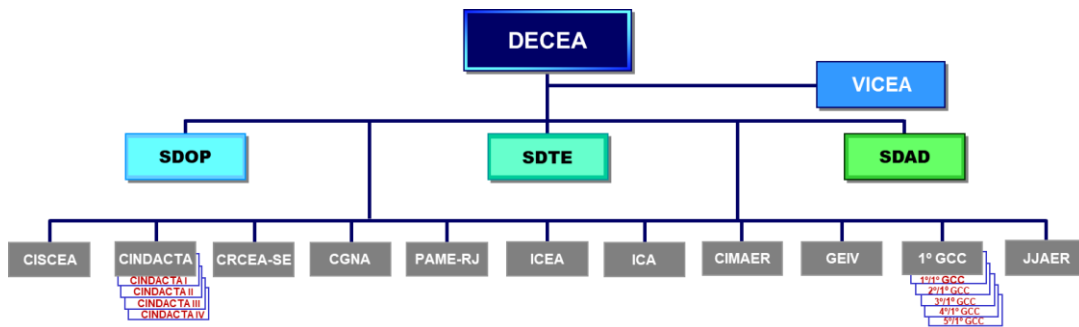 DECEA
VICEA
SDOP
SDTE
SDAD
CISCEA
CINDACTA
CRCEA-SE
CGNA
PAME-RJ
ICEA
ICA
CIMAER
GEIV
1º GCC
JJAER
CINDACTA I
CINDACTA II
CINDACTA III
CINDACTA IV
1º/1º GCC
2º/1º GCC
3º/1º GCC
4º/1º GCC
5º/1º GCC